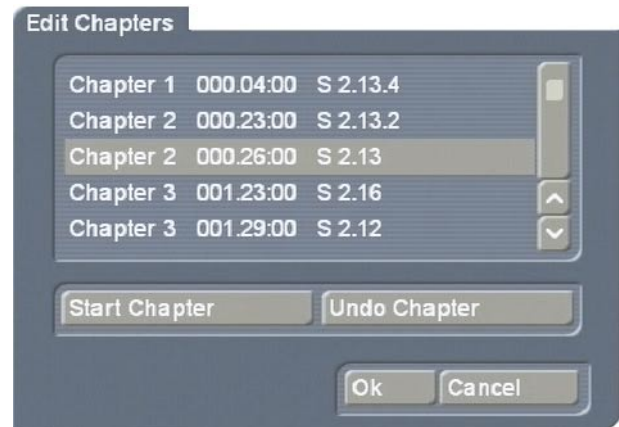 Edit Chapters
Chapter 1 000.04:00 S 2.13.4
Chapter 2 000.23:00 S 2.13.2
Chapter 2 000.26:00 S 2.13
Chapter 3 001.23:00 S 2.16
Chapter 3 001.29:00 S 2.12
Start Chapter Undo Chapter
Ok Cancel